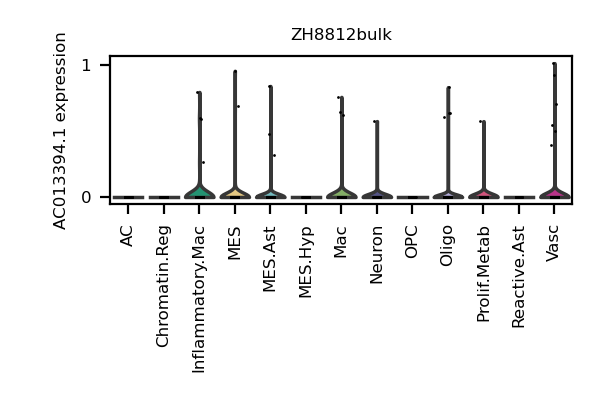 ZH8812bulk
AC013394.1 expression
1
0
AC
Chromatin.Reg
Inflammatory.Mac
MES
MES.Ast
MES.Hyp
Mac
Neuron
OPC
Oligo
Prolif.Metab
Reactive.Ast
Vasc